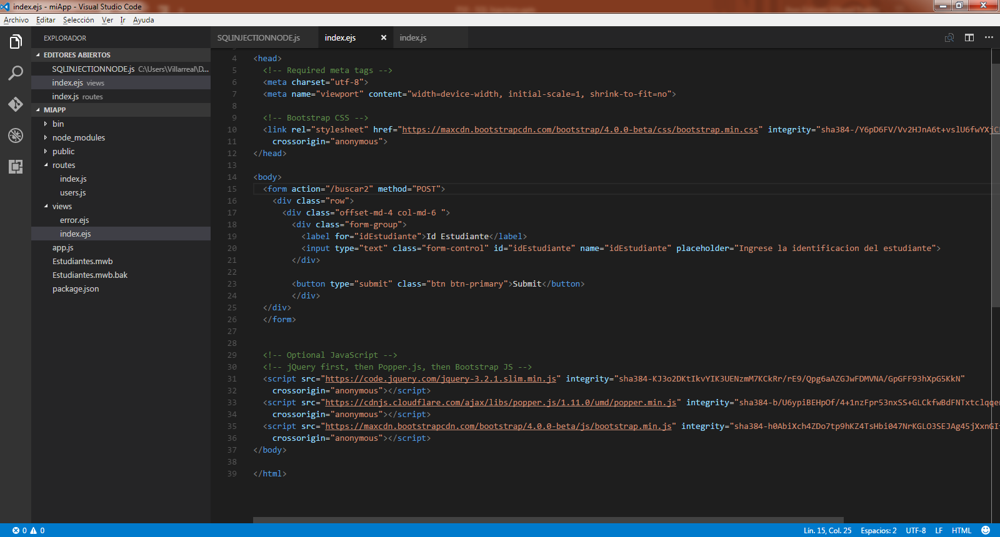 index.ejs - miApp - Visual Studio Code
Archivo Editar Selección Ver Ir Ayuda
EXPLORADOR
EDITORES ABIERTOS
SQLINJECTIONNODE.js C:\Users\Villarreal\D...
index.ejs views
index.js routes
MIAPP
bin
node_modules
public
routes
index.js
users.js
views
error.ejs
index.ejs
app.js
Estudiantes.mwb
Estudiantes.mwb.bak
package.json
SQLINJECTIONNODE.js index.ejs index.js
4 <head>
5 <!-- Required meta tags -->
6 <meta charset="utf-8">
7 <meta name="viewport" content="width=device-width, initial-scale=1, shrink-to-fit=no">
8
9 <!-- Bootstrap CSS -->
10 <link rel="stylesheet" href="https://maxcdn.bootstrapcdn.com/bootstrap/4.0.0-beta/css/bootstrap.min.css" integrity="sha384-/Y6pD6FV/Vv2HJnA6t+vslU6fwYXjC
11 crossorigin="anonymous">
12 </head>
13
14 <body>
15 <form action="/buscar2" method="POST">
16 <div class="row">
17 <div class="offset-md-4 col-md-6 ">
18 <div class="form-group">
19 <label for="idEstudiante">Id Estudiante</label>
20 <input type="text" class="form-control" id="idEstudiante" name="idEstudiante" placeholder="Ingrese la identificacion del estudiante">
21 </div>
22
23 <button type="submit" class="btn btn-primary">Submit</button>
24 </div>
25 </div>
26 </form>
27
28
29 <!-- Optional JavaScript -->
30 <!-- jQuery first, then Popper.js, then Bootstrap JS -->
31 <script src="https://code.jquery.com/jquery-3.2.1.slim.min.js" integrity="sha384-KJ3o2DKtIkvYIK3UENzmM7KCkRr/rE9/Qpg6aAZGJwFDMVNA/GpGFF93hXpG5KkN"
32 crossorigin="anonymous"></script>
33 <script src="https://cdnjs.cloudflare.com/ajax/libs/popper.js/1.11.0/umd/popper.min.js" integrity="sha384-b/U6ypiBEHpOf/4+1nzFpr53nxSS+GLCkfwBdFNTxtclqqen
34 crossorigin="anonymous"></script>
35 <script src="https://maxcdn.bootstrapcdn.com/bootstrap/4.0.0-beta/js/bootstrap.min.js" integrity="sha384-h0AbiXch4ZDo7tp9hKZ4TsHbi047NrKGLO3SEJAg45jXxnGI
36 crossorigin="anonymous"></script>
37 </body>
38
39 </html>
0 0 Lín. 15, Col. 25 Espacios: 2 UTF-8 LF HTML